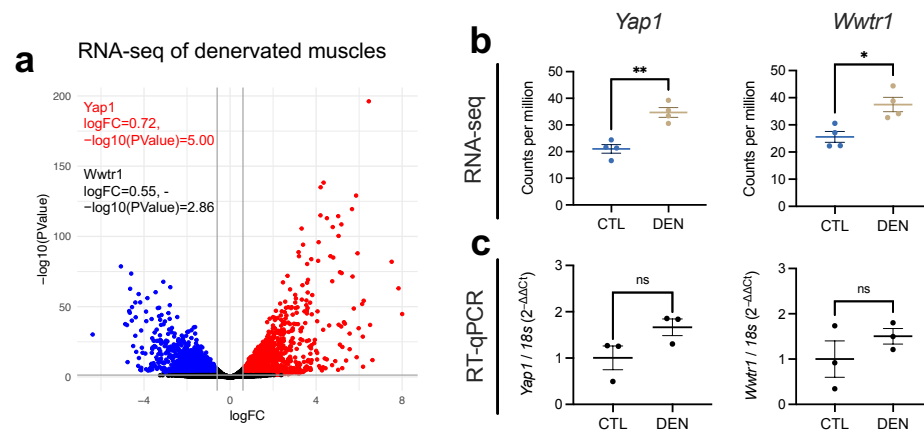 a
RNA-seq of denervated muscles
200
150
100
50
0
−log10(PValue)
Yap1
logFC=0.72,
−log10(PValue)=5.00
Wwtr1
logFC=0.55, -
−log10(PValue)=2.86
−4
0
4
8
logFC
b
Yap1
Wwtr1
RNA-seq
Counts per million
50
40
30
20
10
0
**
CTL
DEN
Counts per million
50
40
30
20
10
0
*
CTL
DEN
c
RT-qPCR
Yap1 / 18s (2−ΔΔCt)
3
2
1
0
ns
CTL
DEN
Wwtr1 / 18s (2−ΔΔCt)
3
2
1
0
ns
CTL
DEN